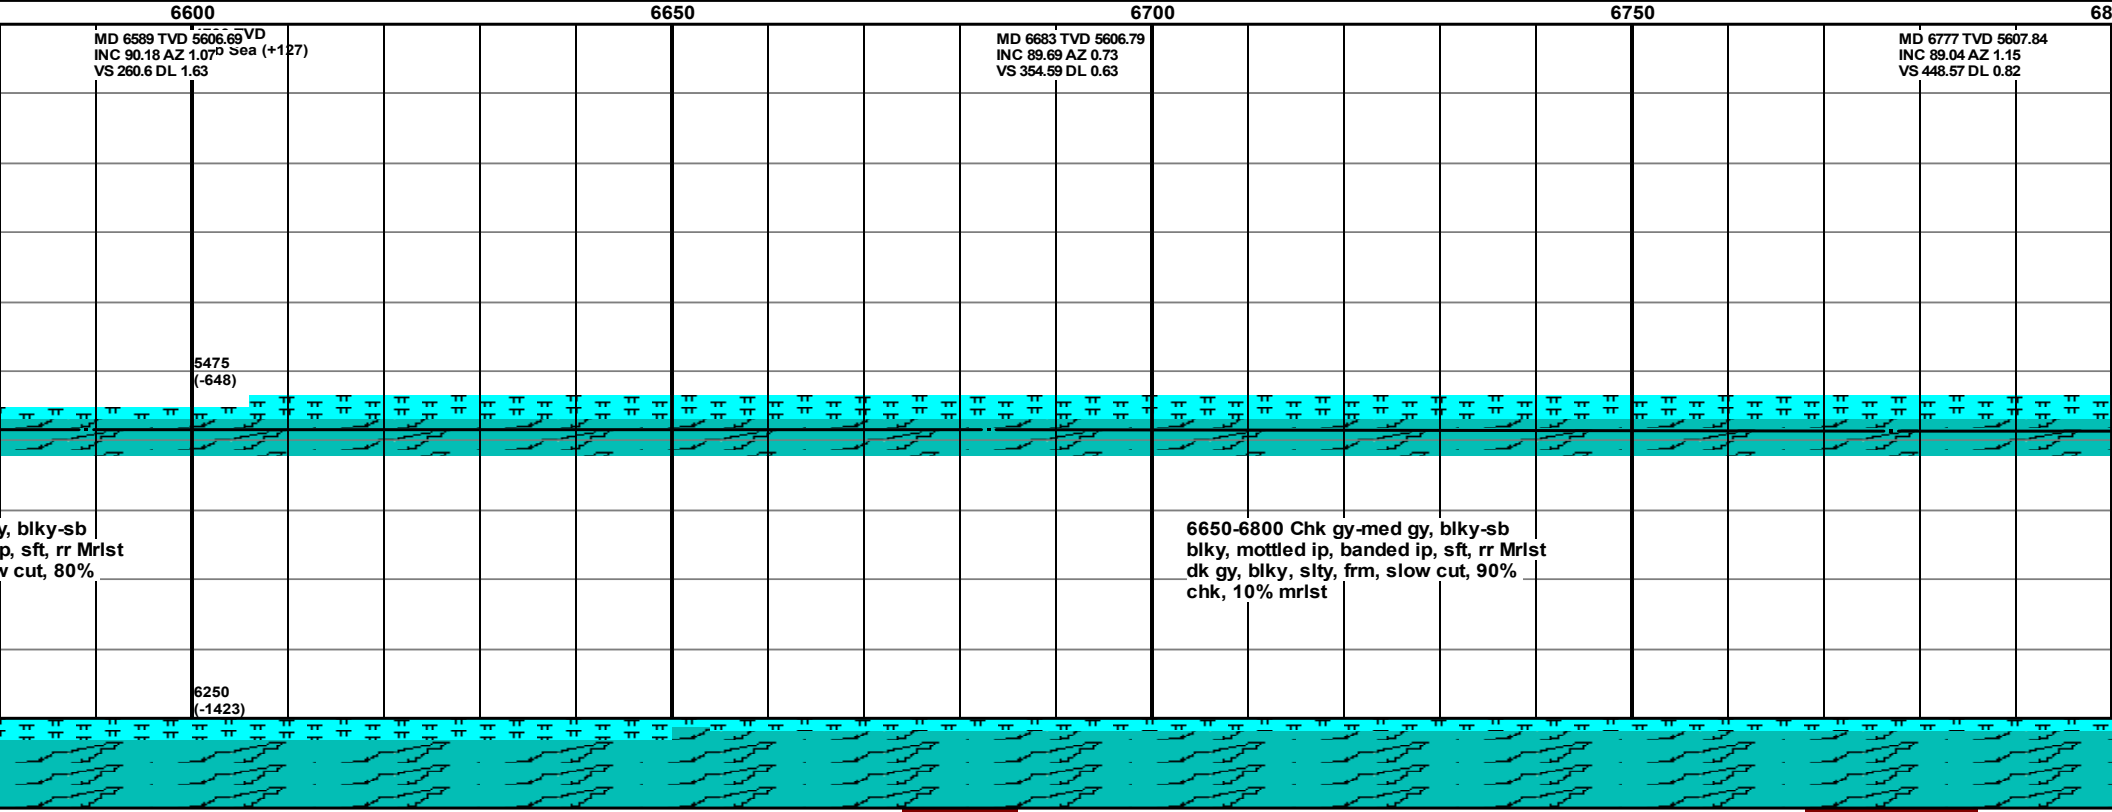 6600 6650 6700 6750 68
MD 6589 TVD 5606.69
INC 90.18 AZ 1.07
VS 260.6 DL 1.63
VD
b Sea (+127)
MD 6683 TVD 5606.79
INC 89.69 AZ 0.73
VS 354.59 DL 0.63
MD 6777 TVD 5607.84
INC 89.04 AZ 1.15
VS 448.57 DL 0.82
5475
(-648)
y, blky-sb
p, sft, rr Mrlst
w cut, 80%
6650-6800 Chk gy-med gy, blky-sb
blky, mottled ip, banded ip, sft, rr Mrlst
dk gy, blky, slty, frm, slow cut, 90%
chk, 10% mrlst
6250
(-1423)